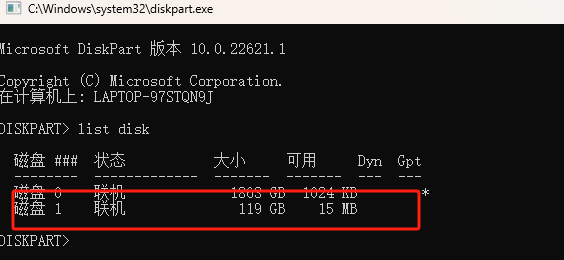 C:\Windows\system32\diskpart.exe
Microsoft DiskPart 版本 10.0.22621.1
Copyright (C) Microsoft Corporation.
在计算机上: LAPTOP-97STQN9J
DISKPART> list disk
磁盘 ### 状态 大小 可用 Dyn Gpt
-------- ------------- ------- ------- --- ---
磁盘 0 联机 1863 GB 1024 KB *
磁盘 1 联机 119 GB 15 MB
DISKPART>